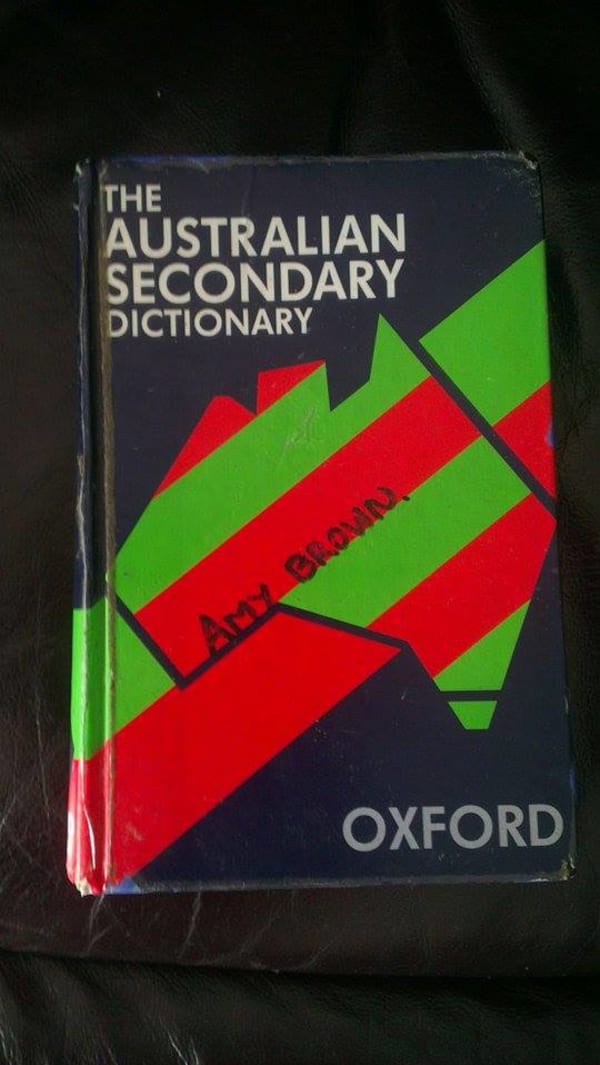 THE
AUSTRALIAN
SECONDARY
DICTIONARY
AMY BROWN.
OXFORD